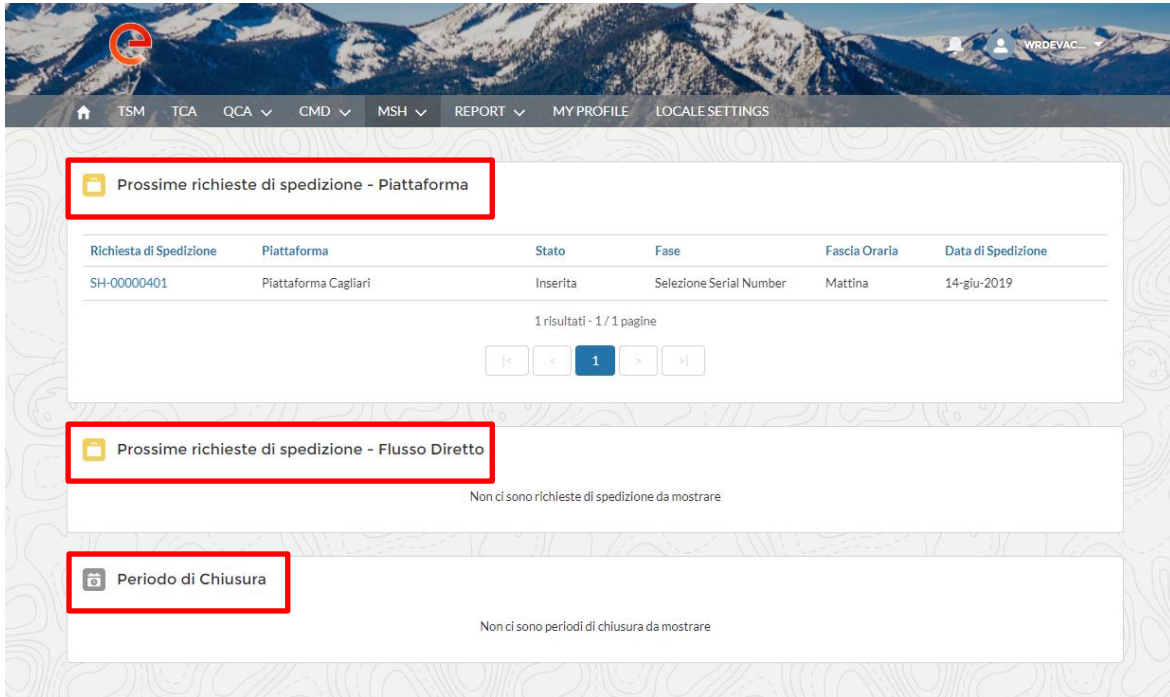 WRDEVAC...
TSM TCA QCA CMD MSH REPORT MY PROFILE LOCALE SETTINGS
Prossime richieste di spedizione - Piattaforma
Richiesta di Spedizione Piattaforma Stato Fase Fascia Oraria Data di Spedizione
SH-00000401 Piattaforma Cagliari Inserita Selezione Serial Number Mattina 14-giu-2019
1 risultati - 1 / 1 pagine
|< < 1 > >|
Prossime richieste di spedizione - Flusso Diretto
Non ci sono richieste di spedizione da mostrare
Periodo di Chiusura
Non ci sono periodi di chiusura da mostrare